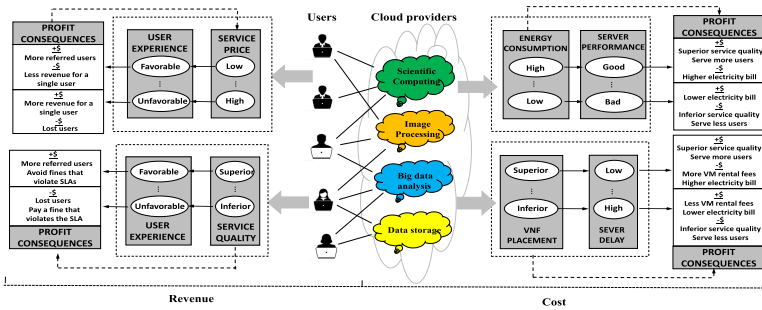 Users
Cloud providers
PROFIT
CONSEQUENCES
+$
More referred users
-$
Less revenue for a
single user
+$
More revenue for a
single user
-$
Lost users
USER
EXPERIENCE
Favorable
⋮
Unfavorable
SERVICE
PRICE
Low
⋮
High
+$
More referred users
Avoid fines that
violate SLAs
-$
Lost users
Pay a fine that
violates the SLA
PROFIT CONSEQUENCES
Favorable
⋮
Unfavorable
USER
EXPERIENCE
Superior
⋮
Inferior
SERVICE
QUALITY
Scientific
Computing
Image
Processing
Big data
analysis
Data storage
ENERGY
CONSUMPTION
High
⋮
Low
SERVER
PERFORMANCE
Good
⋮
Bad
PROFIT
CONSEQUENCES
+$
Superior service quality
Serve more users
-$
Higher electricity bill
+$
Lower electricity bill
-$
Inferior service quality
Serve less users
Superior
⋮
Inferior
VNF
PLACEMENT
Low
⋮
High
SEVER
DELAY
+$
Superior service quality
Serve more users
-$
More VM rental fees
Higher electricity bill
+$
Less VM rental fees
Lower electricity bill
-$
Inferior service quality
Serve less users
PROFIT
CONSEQUENCES
Revenue
Cost